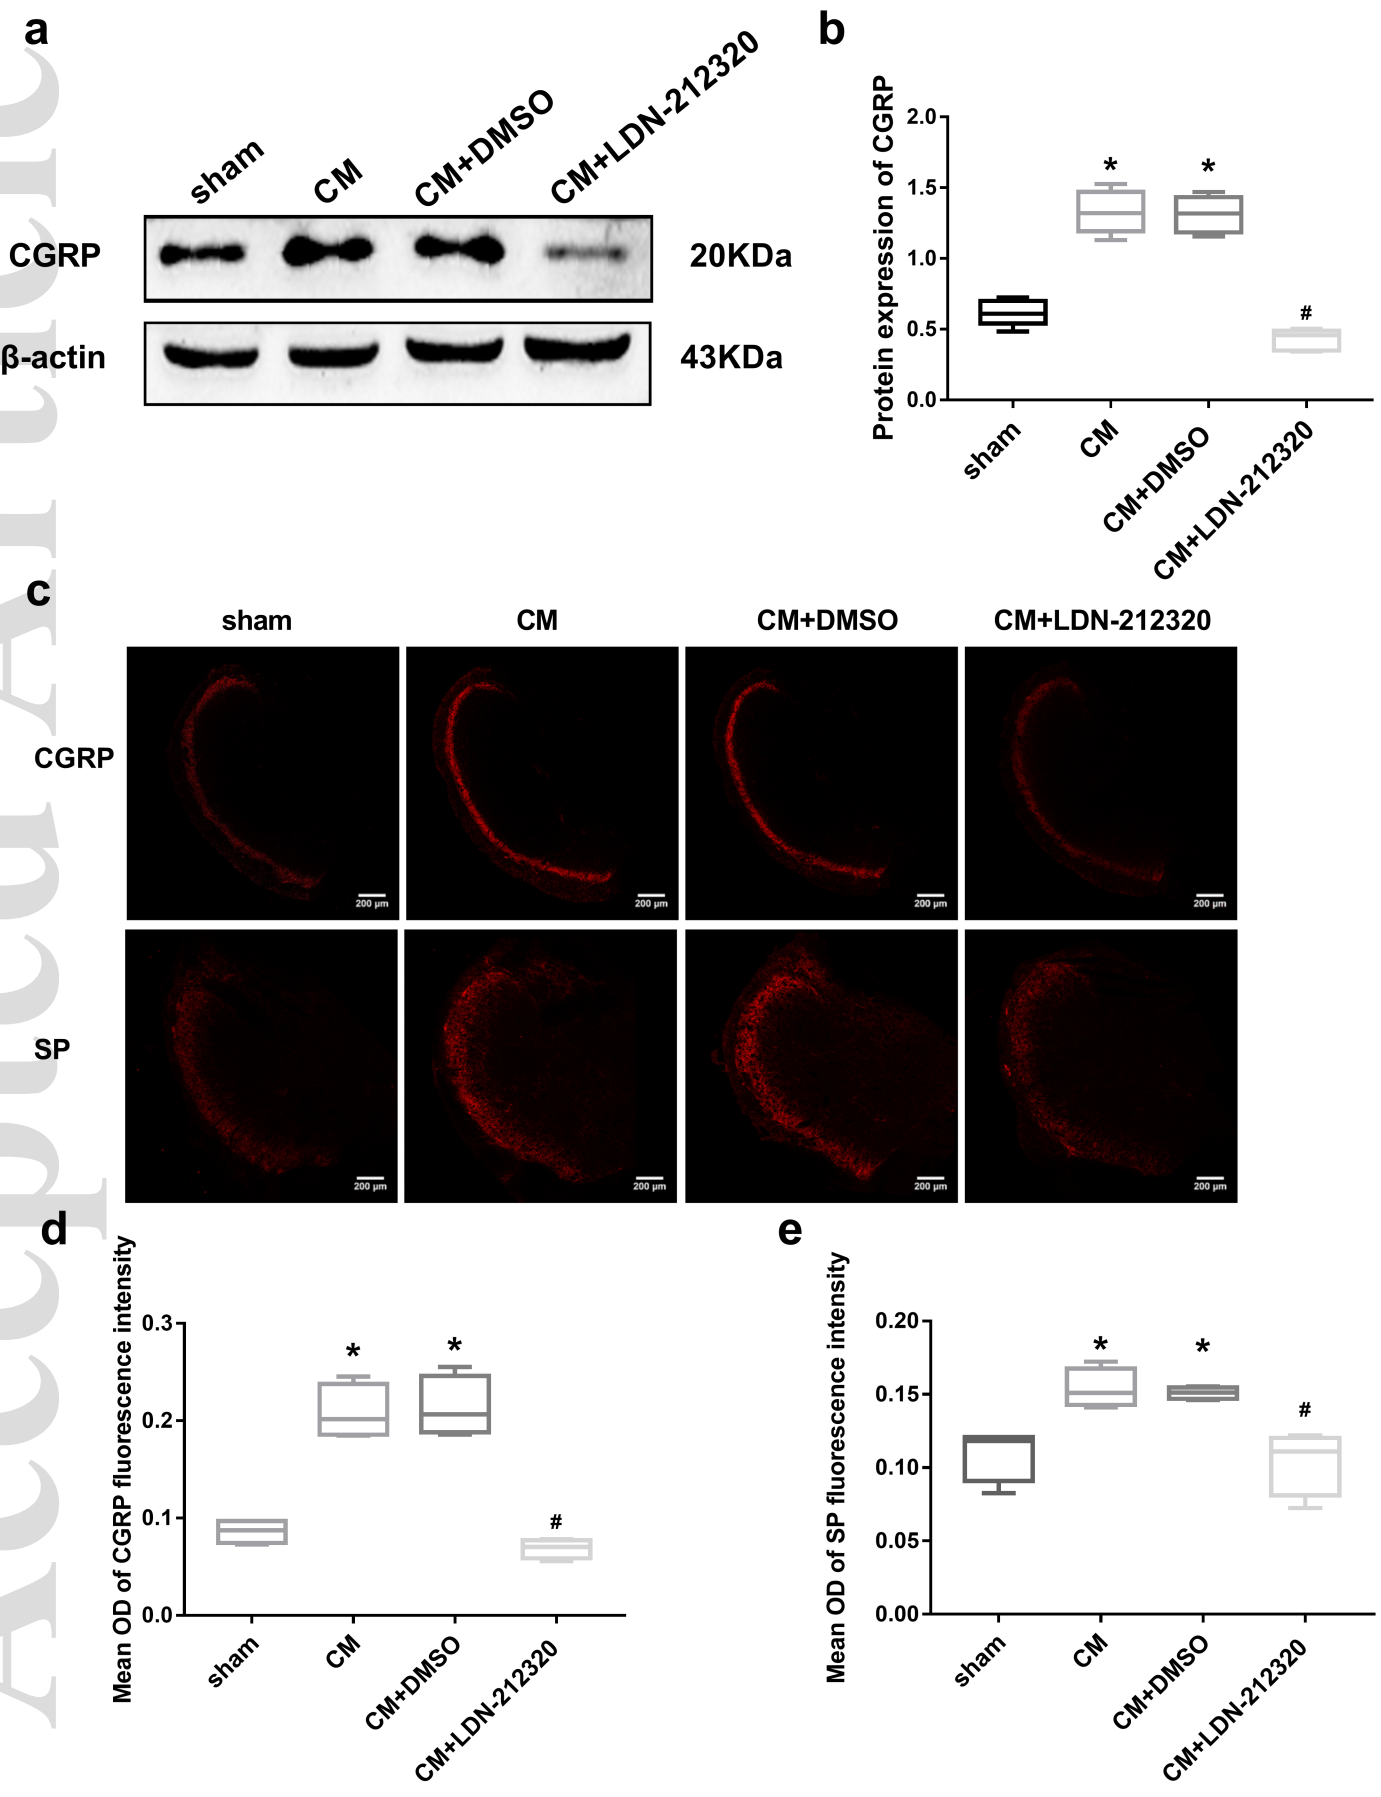 Accepted Article
a
sham
CM
CM+DMSO
CM+LDN-212320
CGRP
20KDa
β-actin
43KDa
b
Protein expression of CGRP
2.0
1.5
1.0
0.5
0.0
*
*
#
sham
CM
CM+DMSO
CM+LDN-212320
c
sham
CM
CM+DMSO
CM+LDN-212320
CGRP
200 μm
200 μm
200 μm
200 μm
SP
200 μm
200 μm
200 μm
200 μm
d
Mean OD of CGRP fluorescence intensity
0.3
0.2
0.1
0.0
*
*
#
sham
CM
CM+DMSO
CM+LDN-212320
e
Mean OD of SP fluorescence intensity
0.20
0.15
0.10
0.05
0.00
*
*
#
sham
CM
CM+DMSO
CM+LDN-212320